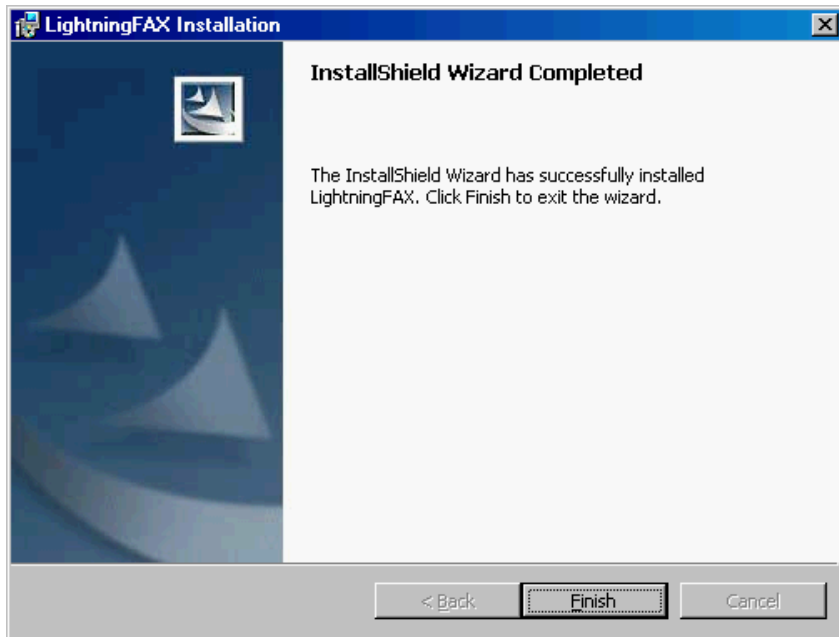 LightningFAX Installation
InstallShield Wizard Completed
The InstallShield Wizard has successfully installed
LightningFAX. Click Finish to exit the wizard.
< Back
Finish
Cancel